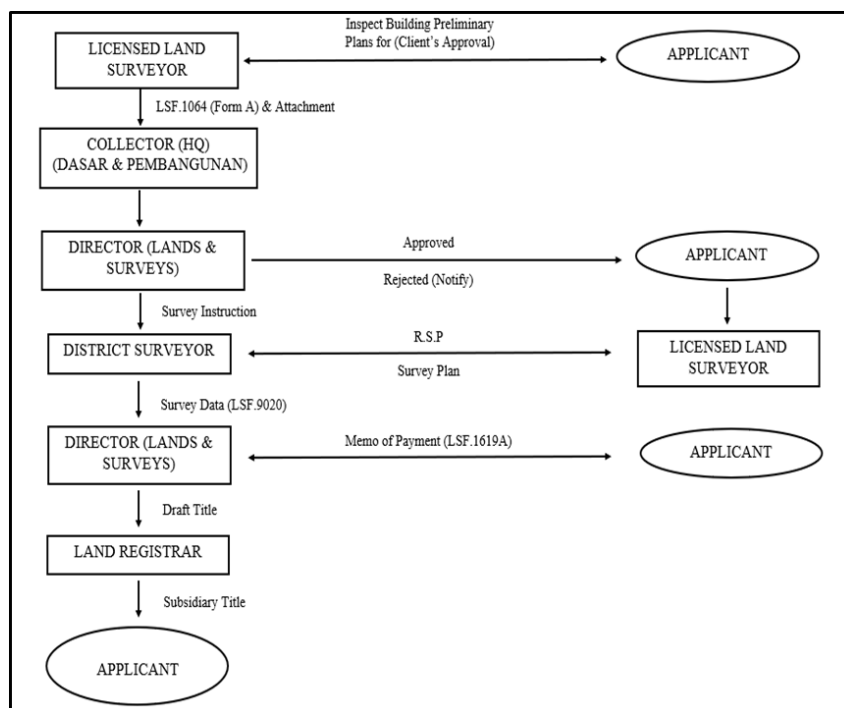 Inspect Building Preliminary
Plans for (Client's Approval)
LICENSED LAND
SURVEYOR
APPLICANT
LSF.1064 (Form A) & Attachment
COLLECTOR (HQ)
(DASAR & PEMBANGUNAN)
DIRECTOR (LANDS &
SURVEYS)
Approved
Rejected (Notify)
APPLICANT
Survey Instruction
DISTRICT SURVEYOR
R.S.P
Survey Plan
LICENSED LAND
SURVEYOR
Survey Data (LSF.9020)
DIRECTOR (LANDS &
SURVEYS)
Memo of Payment (LSF.1619A)
APPLICANT
Draft Title
LAND REGISTRAR
Subsidiary Title
APPLICANT